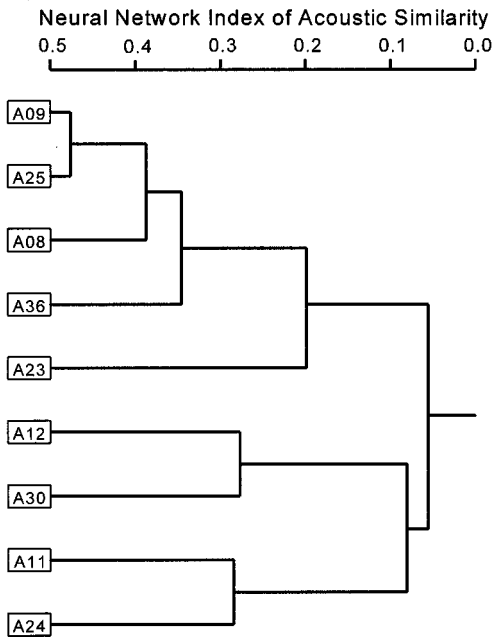 Neural Network Index of Acoustic Similarity
0.5 0.4 0.3 0.2 0.1 0.0
A09
A25
A08
A36
A23
A12
A30
A11
A24